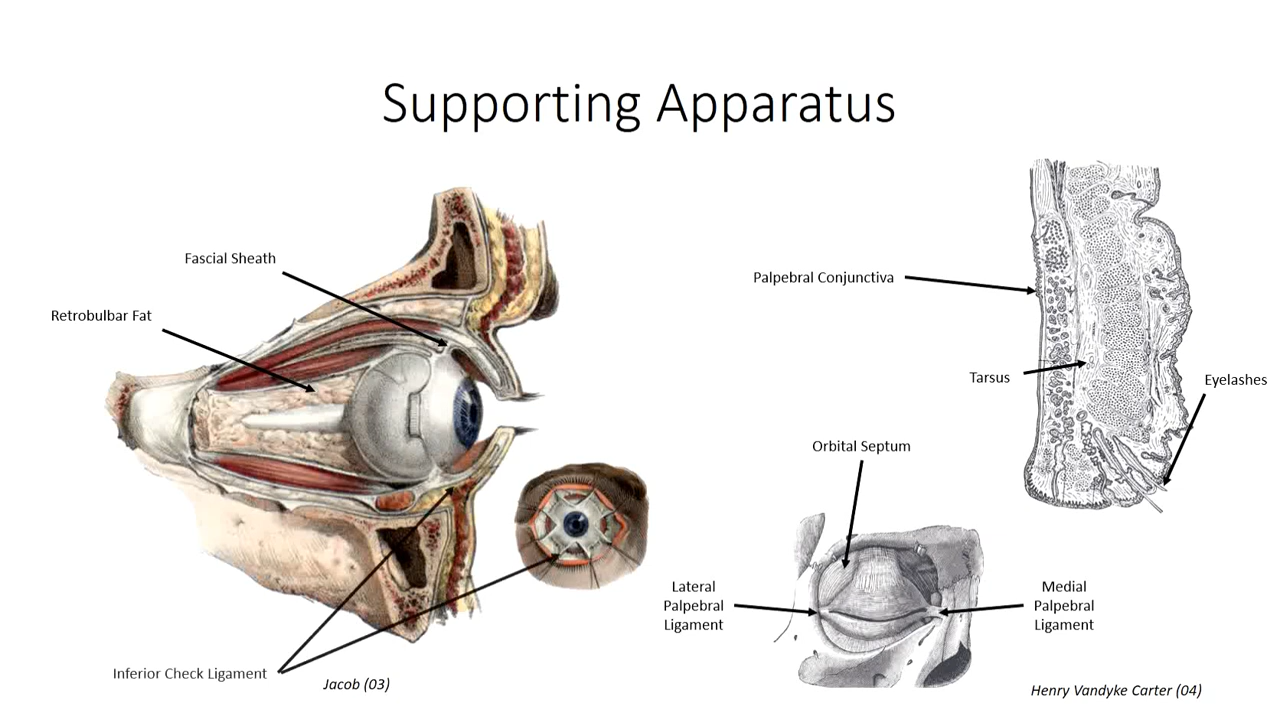 Supporting Apparatus
Fascial Sheath
Retrobulbar Fat
Inferior Check Ligament
Jacob (03)
Palpebral Conjunctiva
Tarsus
Eyelashes
Orbital Septum
Lateral
Palpebral
Ligament
Medial
Palpebral
Ligament
Henry Vandyke Carter (04)